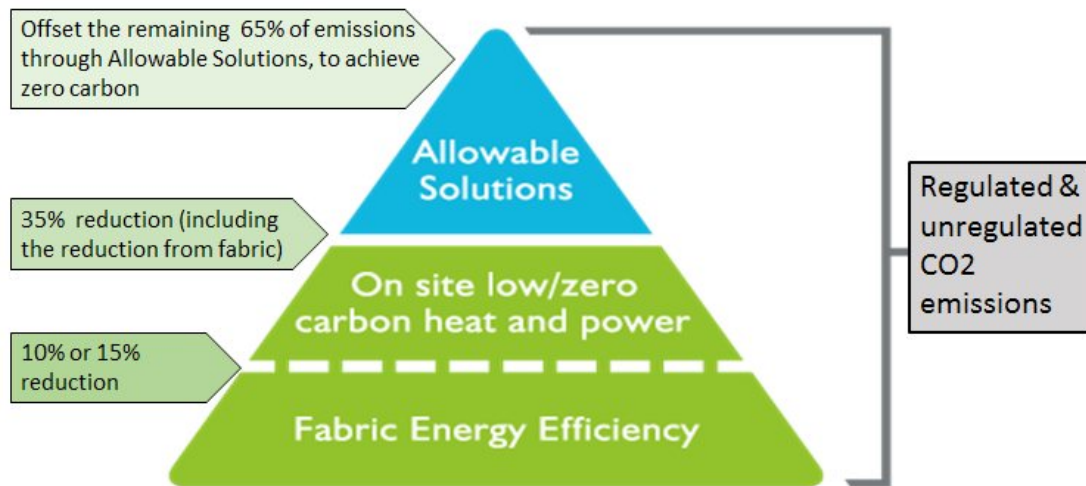 Offset the remaining 65% of emissions
through Allowable Solutions, to achieve
zero carbon
Allowable
Solutions
35% reduction (including
the reduction from fabric)
On site low/zero
carbon heat and power
10% or 15%
reduction
Fabric Energy Efficiency
Regulated &
unregulated
CO2
emissions